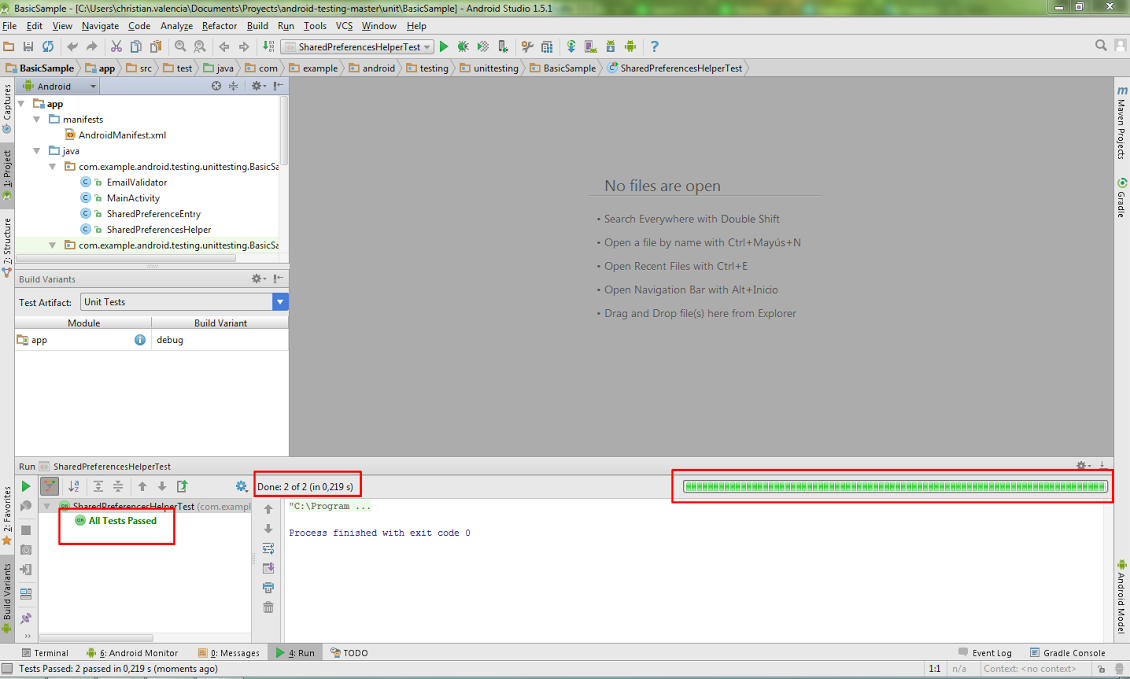 BasicSample - [C:\Users\christian.valencia\Documents\Proyects\android-testing-master\unit\BasicSample] - Android Studio 1.5.1
File Edit View Navigate Code Analyze Refactor Build Run Tools VCS Window Help
SharedPreferencesHelperTest
BasicSample app src test java com example android testing unittesting BasicSample SharedPreferencesHelperTest
Captures
1: Project
7: Structure
2: Favorites
Build Variants
Android
app
manifests
AndroidManifest.xml
java
com.example.android.testing.unittesting.BasicSa
EmailValidator
MainActivity
SharedPreferenceEntry
SharedPreferencesHelper
com.example.android.testing.unittesting.BasicSa
Build Variants
Test Artifact: Unit Tests
Module Build Variant
app debug
No files are open
• Search Everywhere with Double Shift
• Open a file by name with Ctrl+Mayús+N
• Open Recent Files with Ctrl+E
• Open Navigation Bar with Alt+Inicio
• Drag and Drop file(s) here from Explorer
m Maven Projects
Gradle
Android Model
Run SharedPreferencesHelperTest
Done: 2 of 2 (in 0,219 s)
SharedPreferencesHelperTest (com.exampl
All Tests Passed
"C:\Program ...
Process finished with exit code 0
Terminal 6: Android Monitor 0: Messages 4: Run TODO Event Log Gradle Console
Tests Passed: 2 passed in 0,219 s (moments ago) 1:1 n/a Context: <no context>